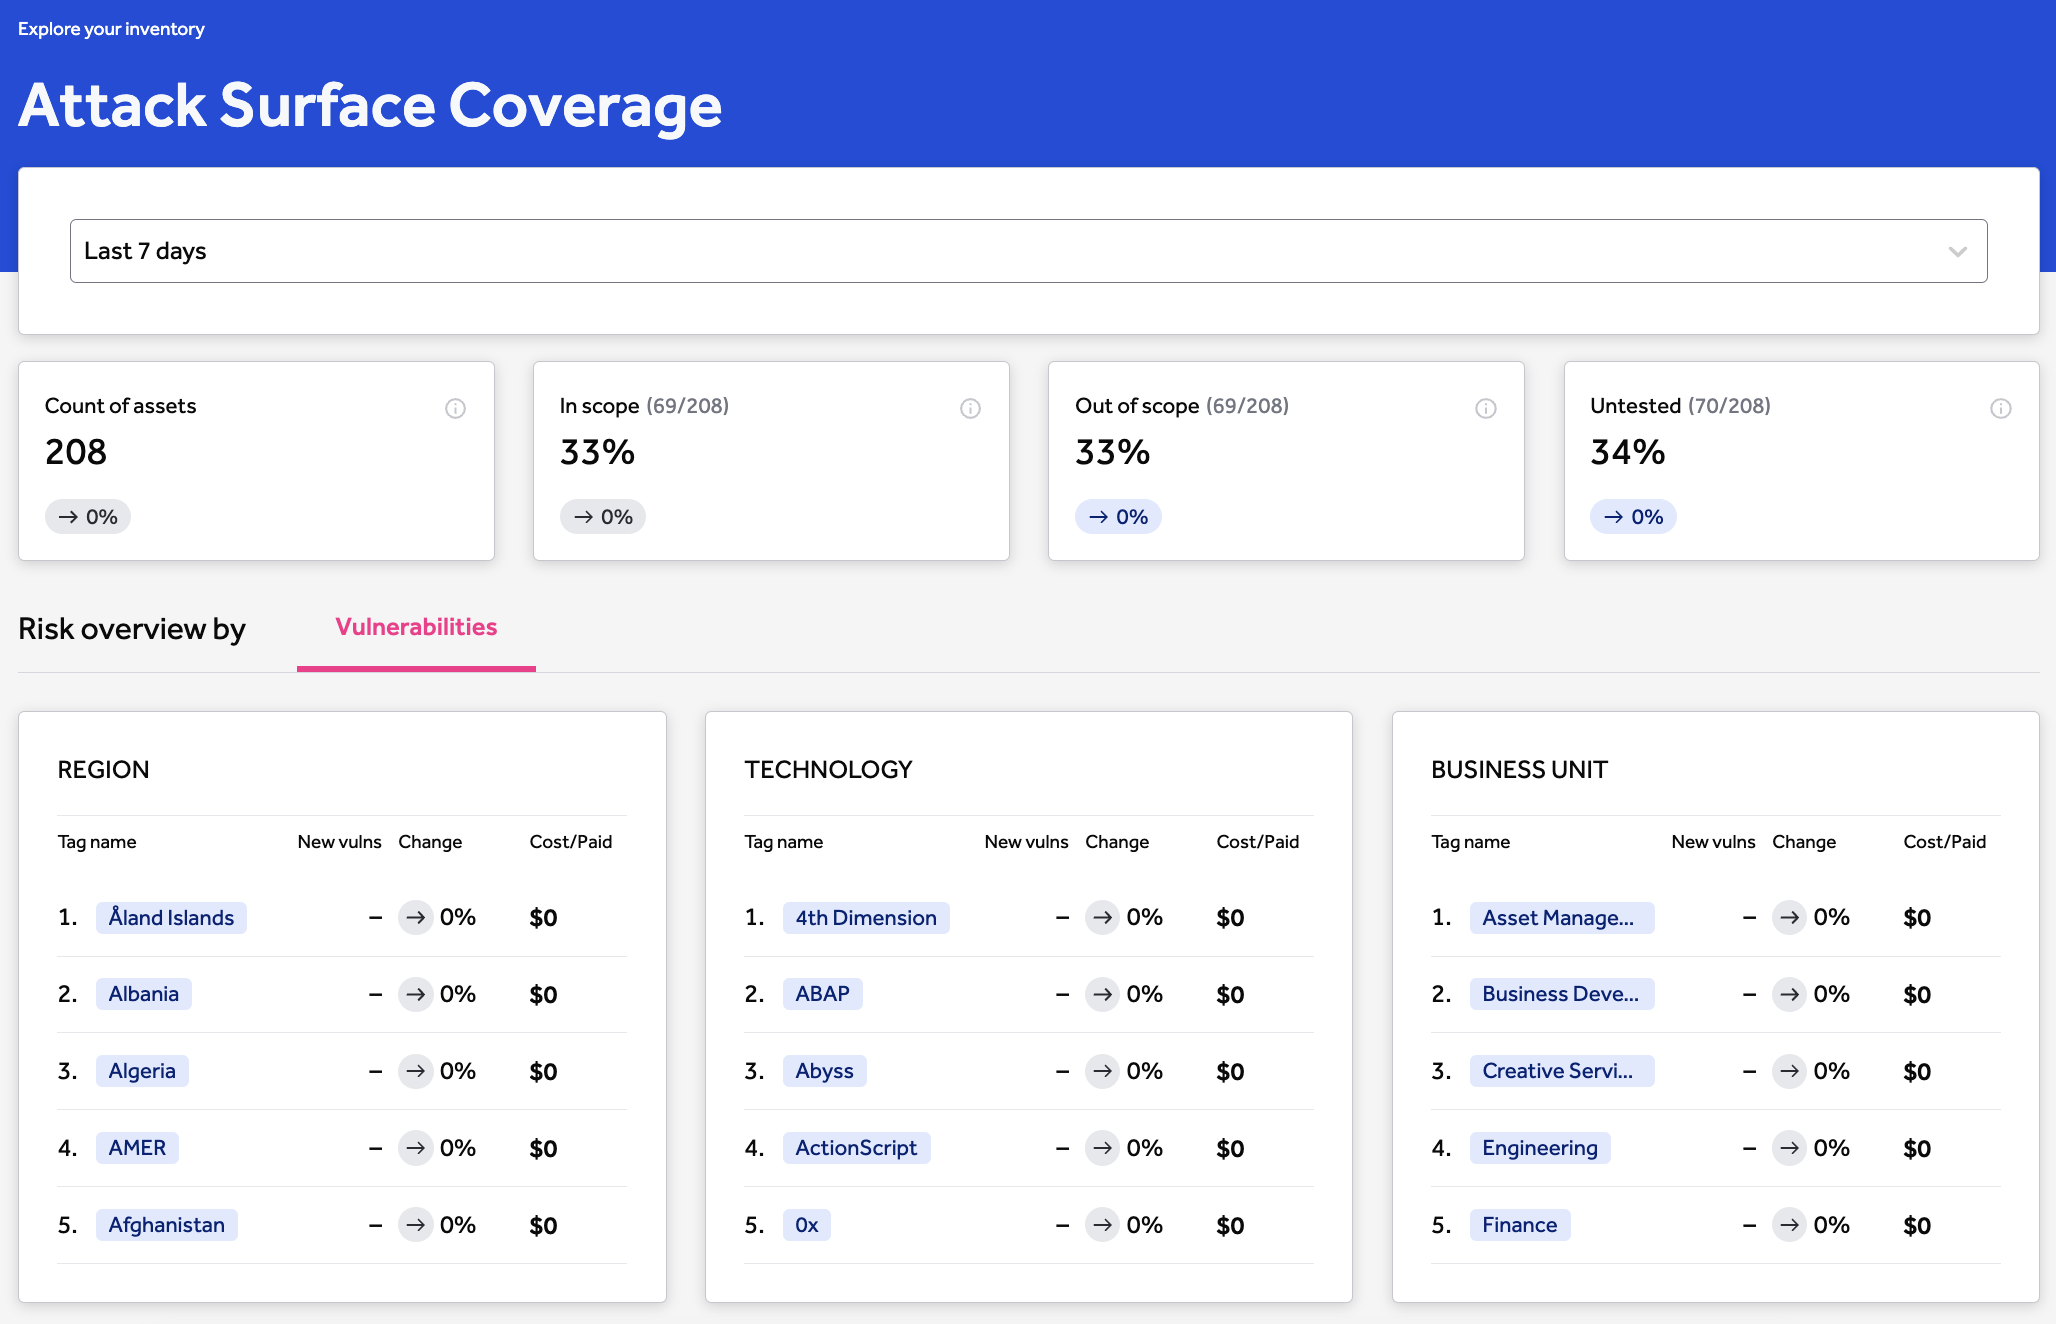 Explore your inventory
Attack Surface Coverage
Last 7 days
Count of assets
208
→ 0%
In scope (69/208)
33%
→ 0%
Out of scope (69/208)
33%
→ 0%
Untested (70/208)
34%
→ 0%
Risk overview by
Vulnerabilities
REGION
Tag name New vulns Change Cost/Paid
1. Åland Islands – → 0% $0
2. Albania – → 0% $0
3. Algeria – → 0% $0
4. AMER – → 0% $0
5. Afghanistan – → 0% $0
TECHNOLOGY
Tag name New vulns Change Cost/Paid
1. 4th Dimension – → 0% $0
2. ABAP – → 0% $0
3. Abyss – → 0% $0
4. ActionScript – → 0% $0
5. 0x – → 0% $0
BUSINESS UNIT
Tag name New vulns Change Cost/Paid
1. Asset Manage... – → 0% $0
2. Business Deve... – → 0% $0
3. Creative Servi... – → 0% $0
4. Engineering – → 0% $0
5. Finance – → 0% $0